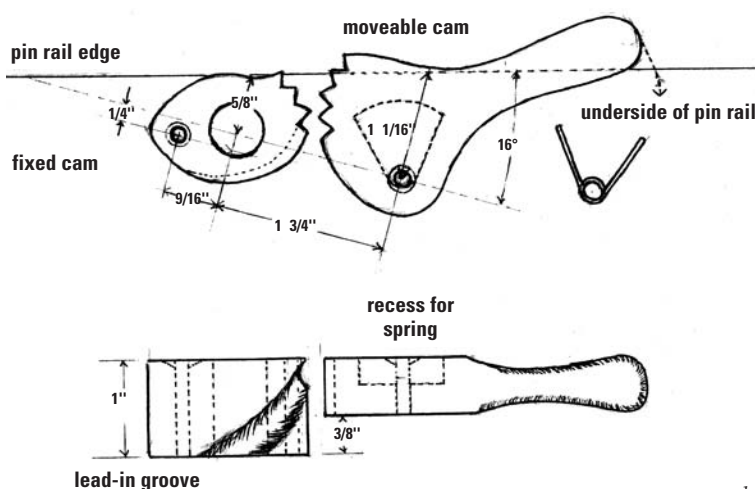 moveable cam
pin rail edge
5/8"
1/4"
1 1/16"
underside of pin rail
16°
fixed cam
9/16"
1 3/4"
recess for
spring
1"
3/8"
lead-in groove